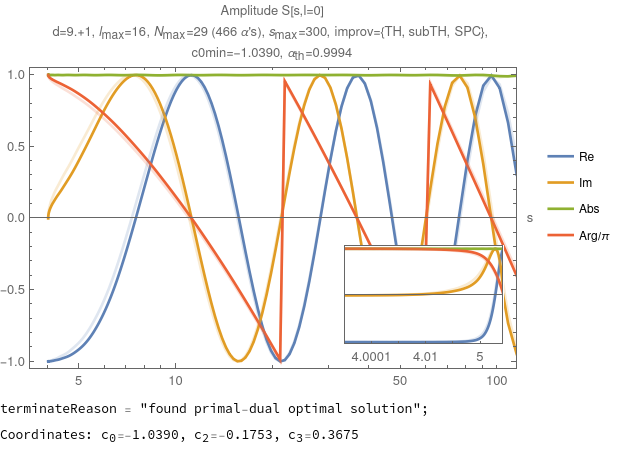 Amplitude S[s,l=0]
d=9.+1, lmax=16, Nmax=29 (466 α's), smax=300, improv={TH, subTH, SPC},
c0min=-1.0390, αth=0.9994
1.0
0.5
0.0
-0.5
-1.0
5 10 50 100
s
4.0001 4.01 5
Re
Im
Abs
Arg/π
terminateReason = "found primal-dual optimal solution";
Coordinates: c0=-1.0390, c2=-0.1753, c3=0.3675